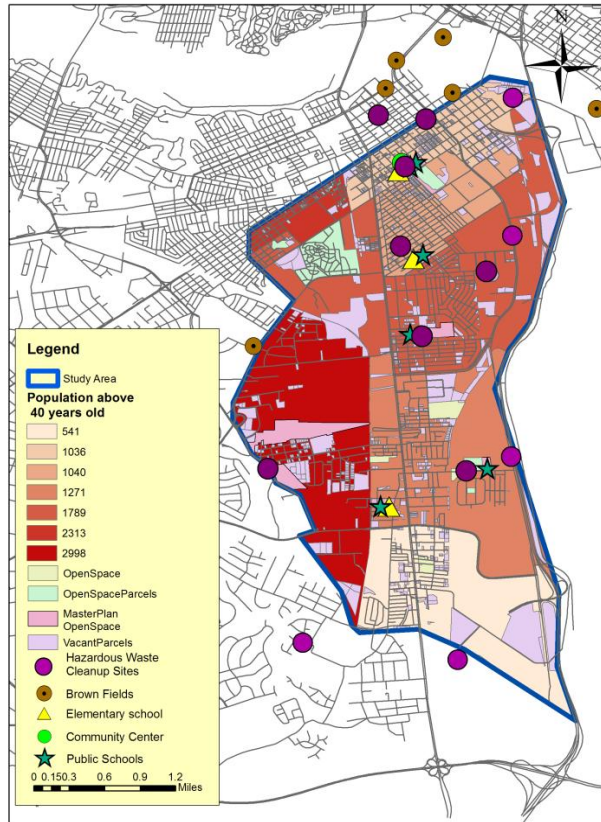 N
Legend
Study Area
Population above
40 years old
541
1036
1040
1271
1789
2313
2998
OpenSpace
OpenSpaceParcels
MasterPlan
OpenSpace
VacantParcels
Hazardous Waste
Cleanup Sites
Brown Fields
Elementary school
Community Center
Public Schools
0 0.150.3 0.6 0.9 1.2
Miles